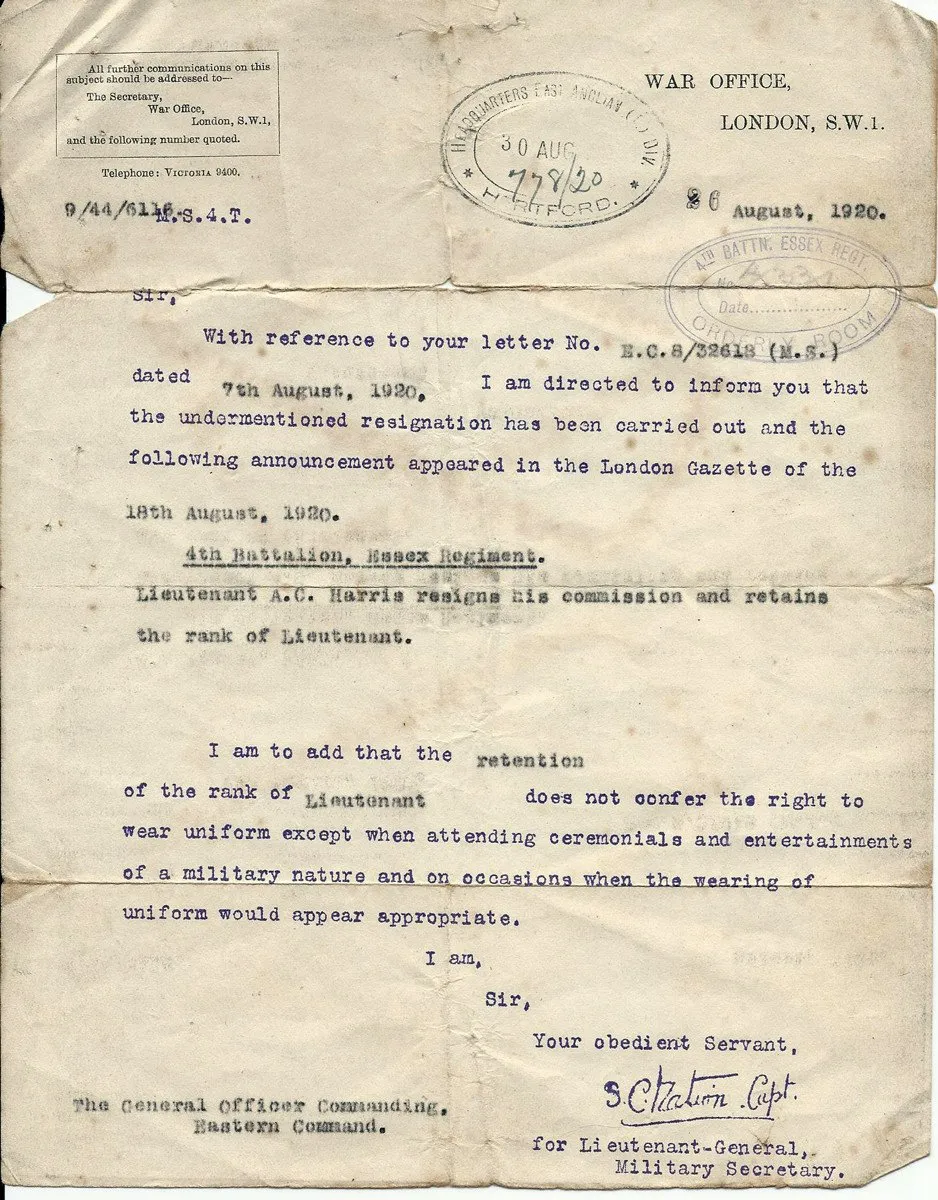 All further communications on this
subject should be addressed to—
The Secretary,
War Office,
London, S.W.1,
and the following number quoted.
Telephone: VICTORIA 9400.
9/44/6116. M.S.4.T.
HEADQUARTERS EAST ANGLIAN (T) DIV.
30 AUG
778/20
HERTFORD.
WAR OFFICE,
LONDON, S.W.1.
26 August, 1920.
4TH BATTN. ESSEX REGT.
No.
Date
ORDERLY ROOM
Sir,
With reference to your letter No. E.C.8/32618 (M.S.)
dated 7th August, 1920, I am directed to inform you that
the undermentioned resignation has been carried out and the
following announcement appeared in the London Gazette of the
18th August, 1920.
4th Battalion, Essex Regiment.
Lieutenant A.C. Harris resigns his commission and retains
the rank of Lieutenant.
I am to add that the retention
of the rank of Lieutenant does not confer the right to
wear uniform except when attending ceremonials and entertainments
of a military nature and on occasions when the wearing of
uniform would appear appropriate.
I am,
Sir,
Your obedient Servant,
Capt.
for Lieutenant-General,
Military Secretary.
The General Officer Commanding,
Eastern Command.